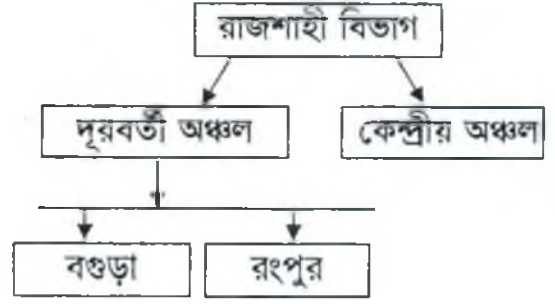 রাজশাহী বিভাগ
দূরবর্তী অঞ্চল কেন্দ্রীয় অঞ্চল
বগুড়া রংপুর